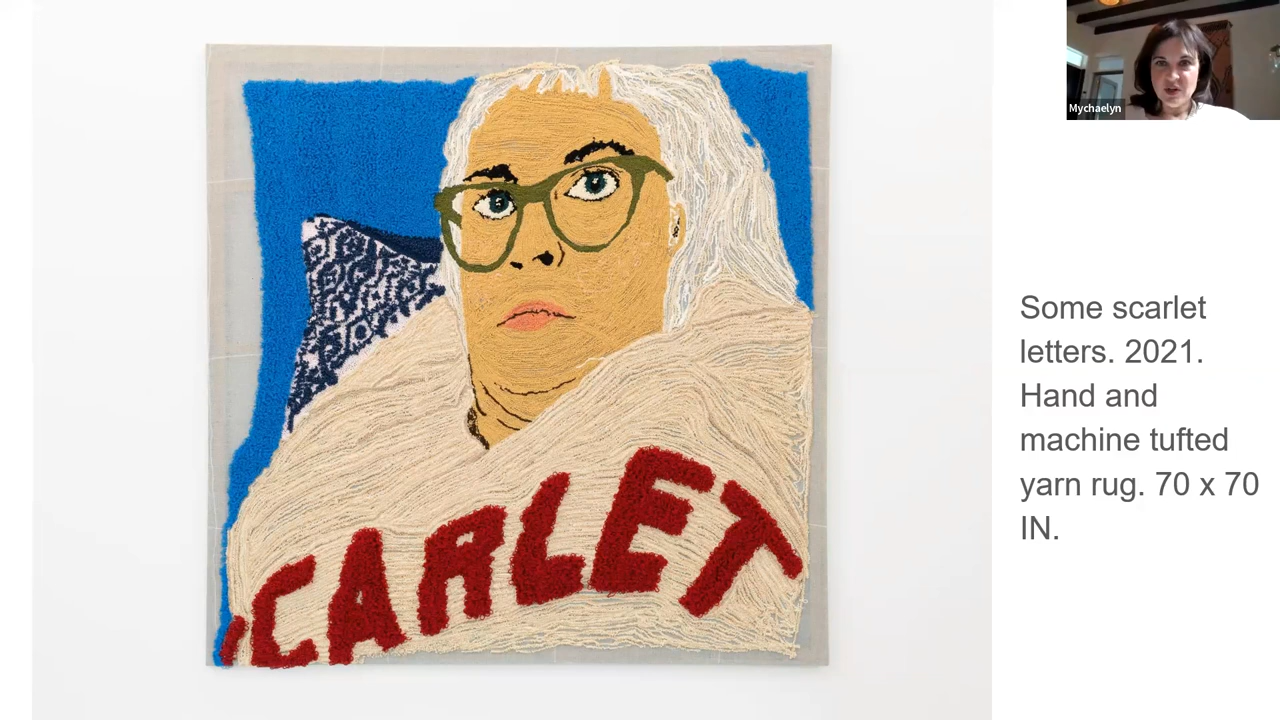 Mychaelyn
Some scarlet
letters. 2021.
Hand and
machine tufted
yarn rug. 70 x 70
IN.
CARLET